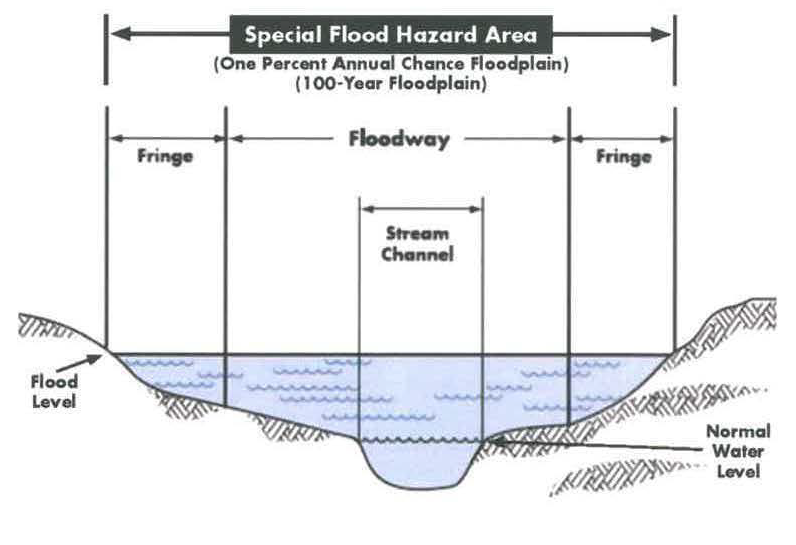 Special Flood Hazard Area
(One Percent Annual Chance Floodplain)
(100-Year Floodplain)
Fringe
Floodway
Fringe
Stream
Channel
Flood
Level
Normal
Water
Level